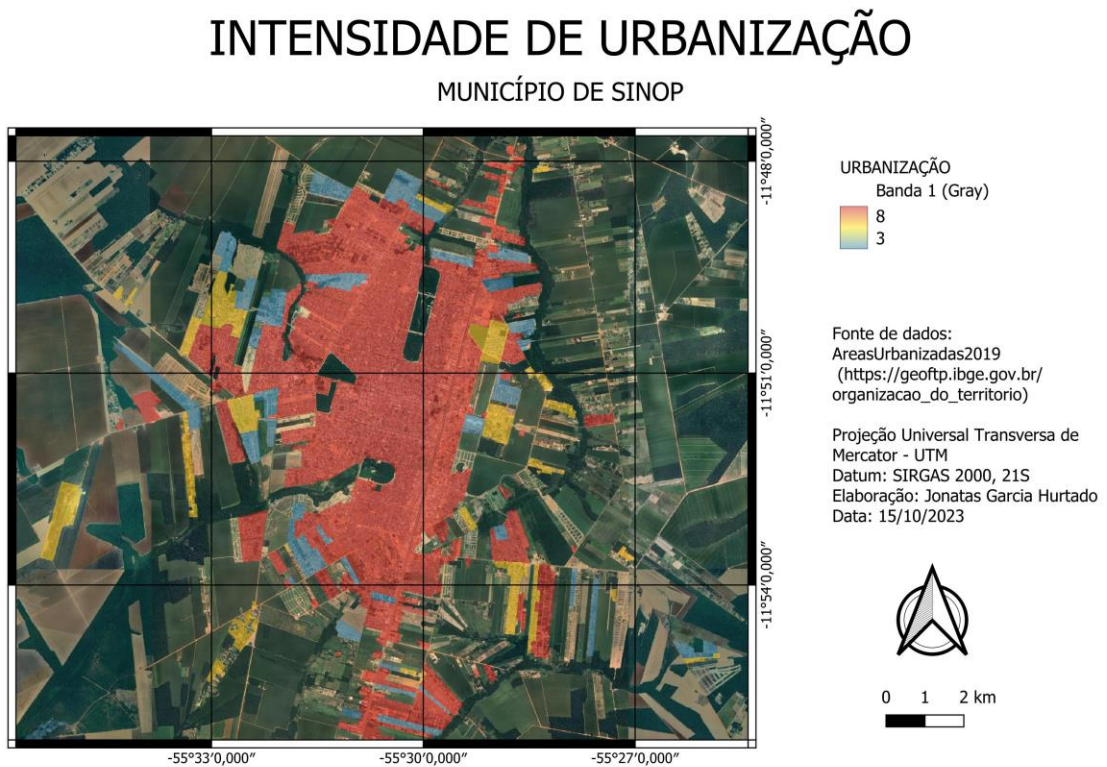 INTENSIDADE DE URBANIZAÇÃO
MUNICÍPIO DE SINOP
-11°48'0,000″
-11°51'0,000″
-11°54'0,000″
-55°33'0,000″
-55°30'0,000″
-55°27'0,000″
URBANIZAÇÃO
Banda 1 (Gray)
8
3
Fonte de dados:
AreasUrbanizadas2019
(https://geoftp.ibge.gov.br/
organizacao_do_territorio)
Projeção Universal Transversa de
Mercator - UTM
Datum: SIRGAS 2000, 21S
Elaboração: Jonatas Garcia Hurtado
Data: 15/10/2023
0 1 2 km